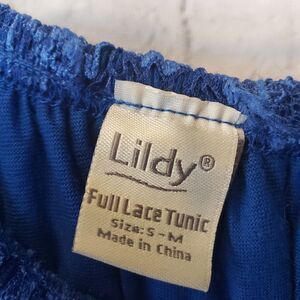 Lildy®
Full Lace Tunic
Size: S - M
Made in China